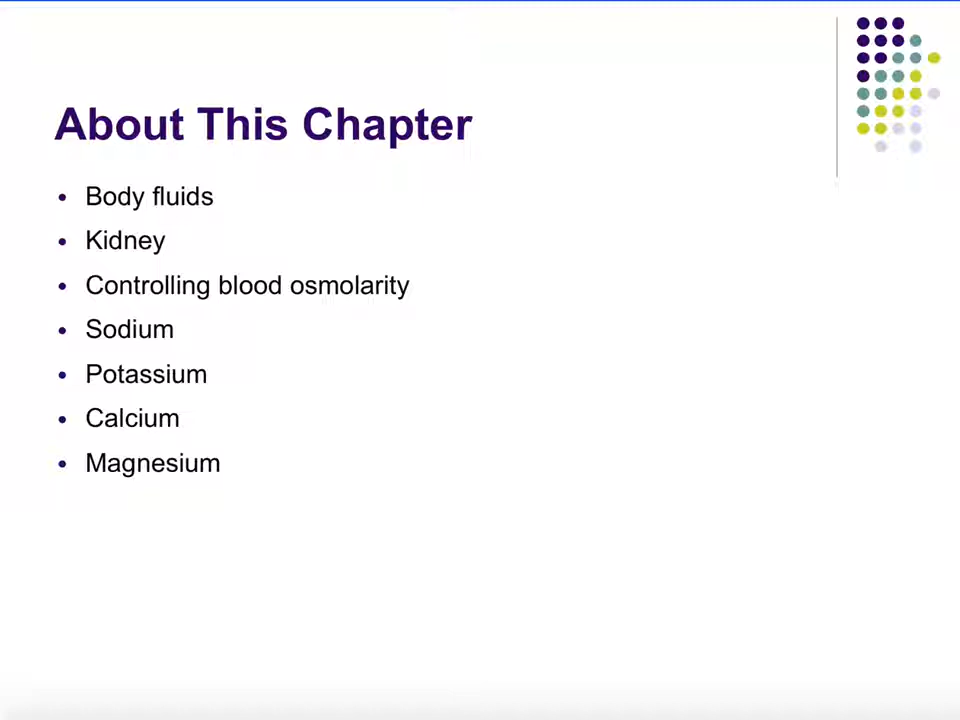 About This Chapter
• Body fluids
• Kidney
• Controlling blood osmolarity
• Sodium
• Potassium
• Calcium
• Magnesium